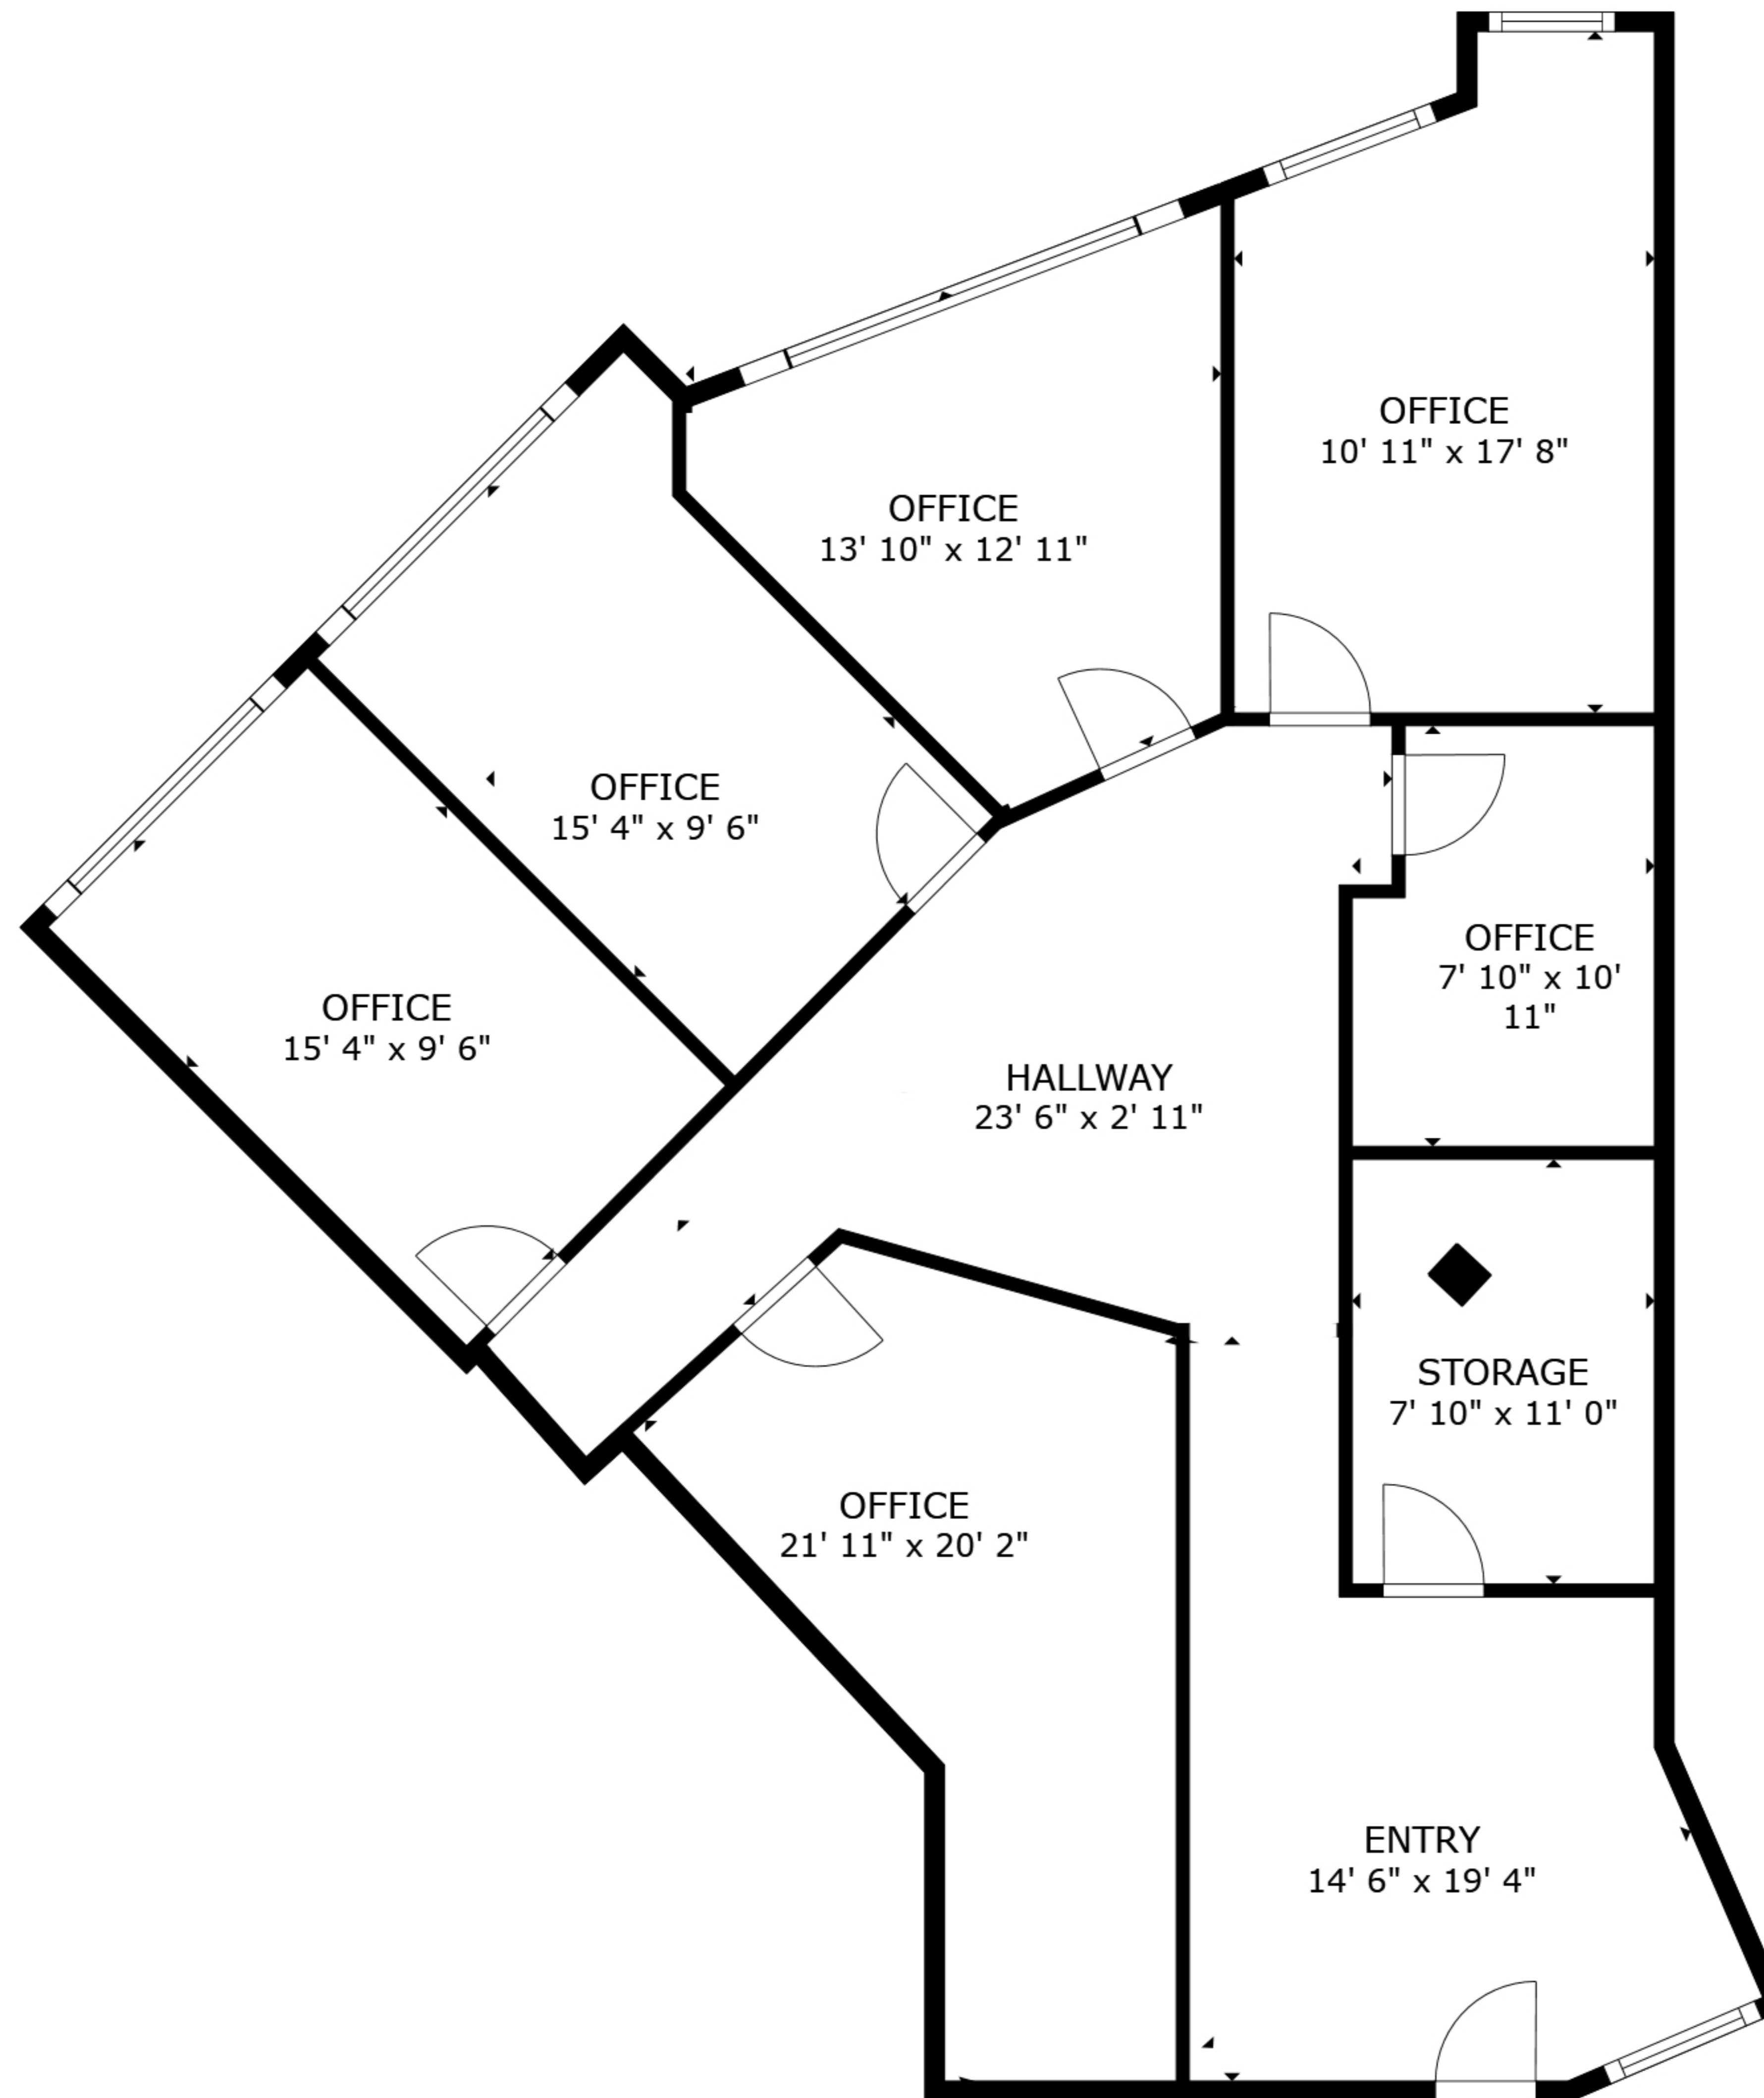 OFFICE
10' 11" x 17' 8"
OFFICE
13' 10" x 12' 11"
OFFICE
15' 4" x 9' 6"
OFFICE
7' 10" x 10'
11"
OFFICE
15' 4" x 9' 6"
HALLWAY
23' 6" x 2' 11"
STORAGE
7' 10" x 11' 0"
OFFICE
21' 11" x 20' 2"
ENTRY
14' 6" x 19' 4"